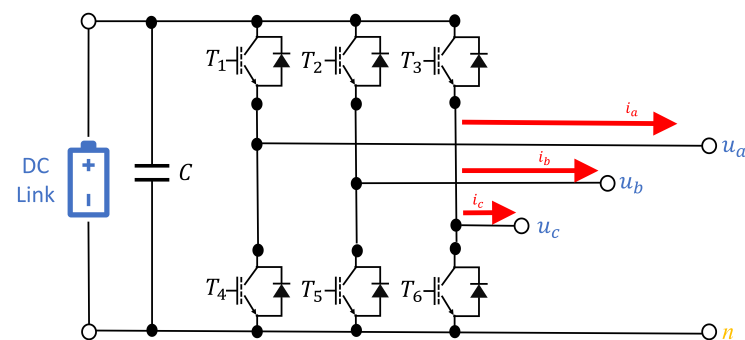 T₁
T₂
T₃
i_a
DC
Link
+
−
C
i_b
u_a
i_c
u_b
u_c
T₄
T₅
T₆
n